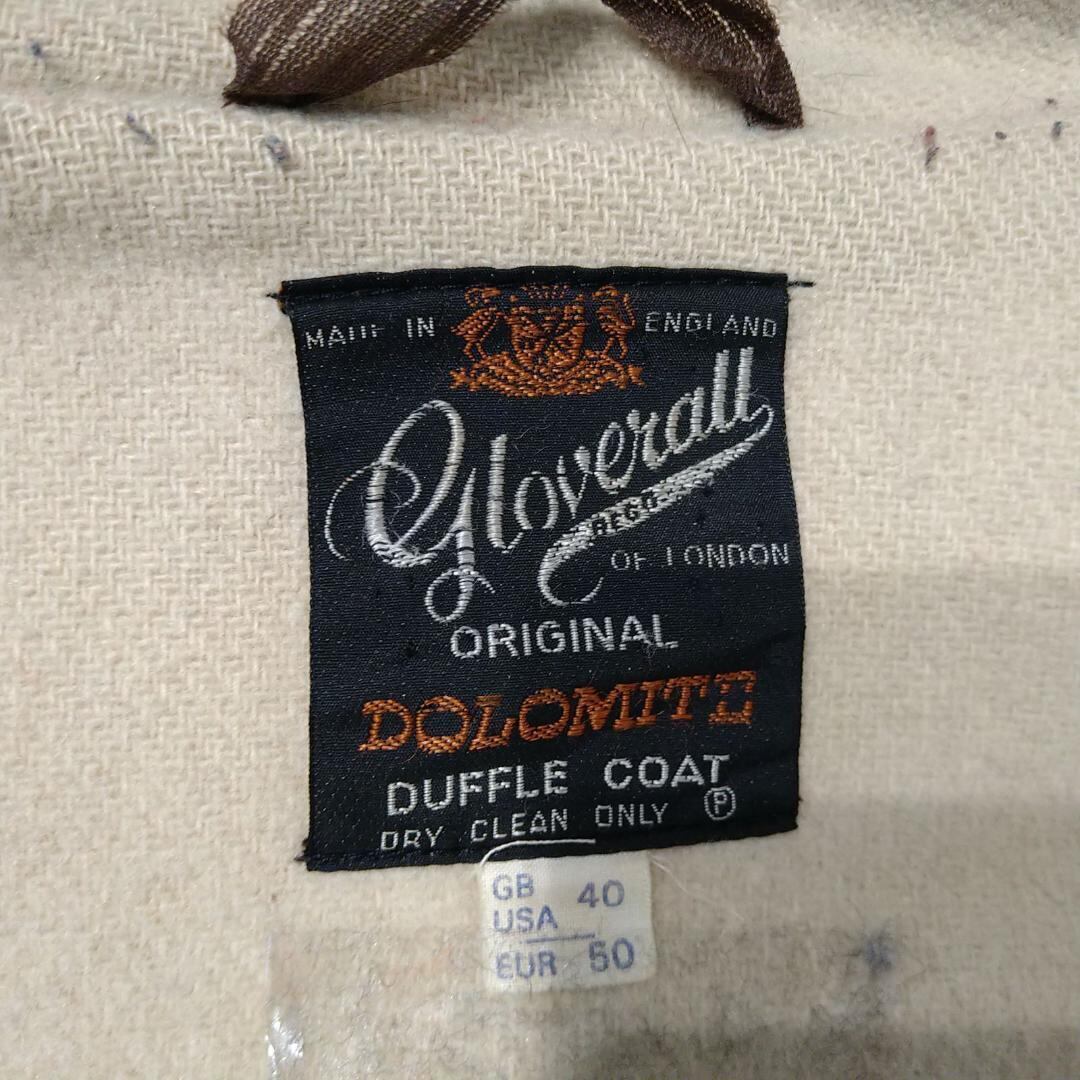 MADE IN ENGLAND
Gloverall
REGD
OF LONDON
ORIGINAL
DOLOMITE
DUFFLE COAT
DRY CLEAN ONLY Ⓟ
GB
USA 40
EUR 50